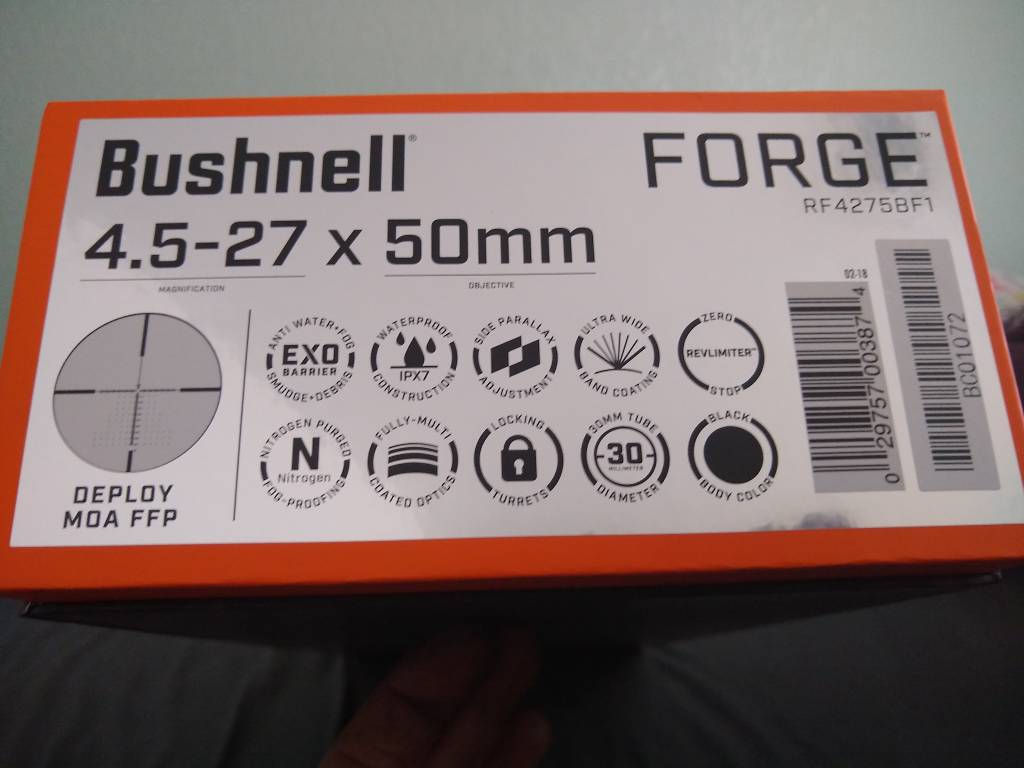 Bushnell®
FORGE™
RF4275BF1
4.5-27 x 50mm
MAGNIFICATION
OBJECTIVE
DEPLOY
MOA FFP
ANTI WATER•FOG
EXO
BARRIER
SMUDGE•DEBRIS
WATERPROOF
IPX7
CONSTRUCTION
SIDE PARALLAX
ADJUSTMENT
ULTRA WIDE
BAND COATING
ZERO
REVLIMITER™
STOP
NITROGEN PURGED
N
Nitrogen
FOG-PROOFING
FULLY-MULTI
COATED OPTICS
LOCKING
TURRETS
30MM TUBE
30
MILLIMETER
DIAMETER
BLACK
BODY COLOR
02-18
0 29757 00387 4
BC01072